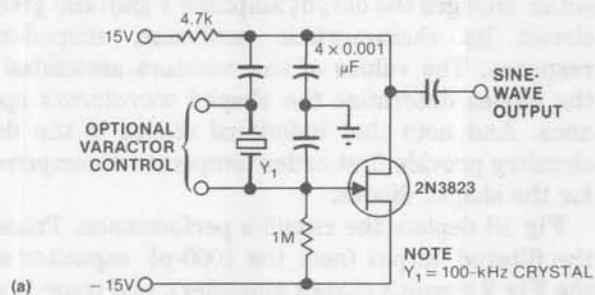 4.7k
15V
4 × 0.001
μF
SINE-
WAVE
OUTPUT
OPTIONAL
VARACTOR
CONTROL
Y1
2N3823
1M
NOTE
Y1 = 100-kHz CRYSTAL
(a) −15V